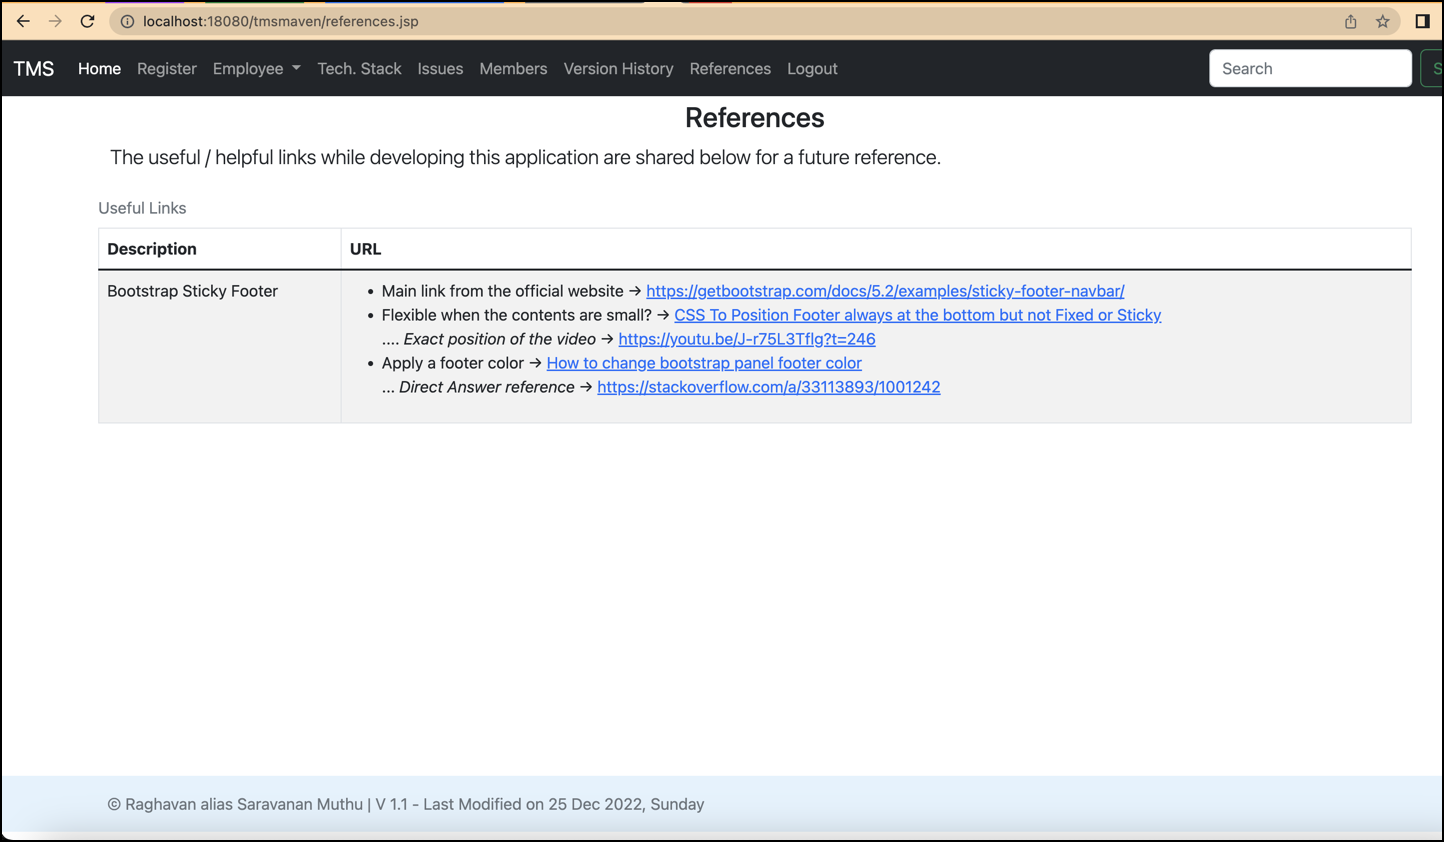 localhost:18080/tmsmaven/references.jsp
TMS Home Register Employee Tech. Stack Issues Members Version History References Logout Search S
References
The useful / helpful links while developing this application are shared below for a future reference.
Useful Links
Description URL
Bootstrap Sticky Footer • Main link from the official website → https://getbootstrap.com/docs/5.2/examples/sticky-footer-navbar/
• Flexible when the contents are small? → CSS To Position Footer always at the bottom but not Fixed or Sticky
.... Exact position of the video → https://youtu.be/J-r75L3TfIg?t=246
• Apply a footer color → How to change bootstrap panel footer color
... Direct Answer reference → https://stackoverflow.com/a/33113893/1001242
© Raghavan alias Saravanan Muthu | V 1.1 - Last Modified on 25 Dec 2022, Sunday